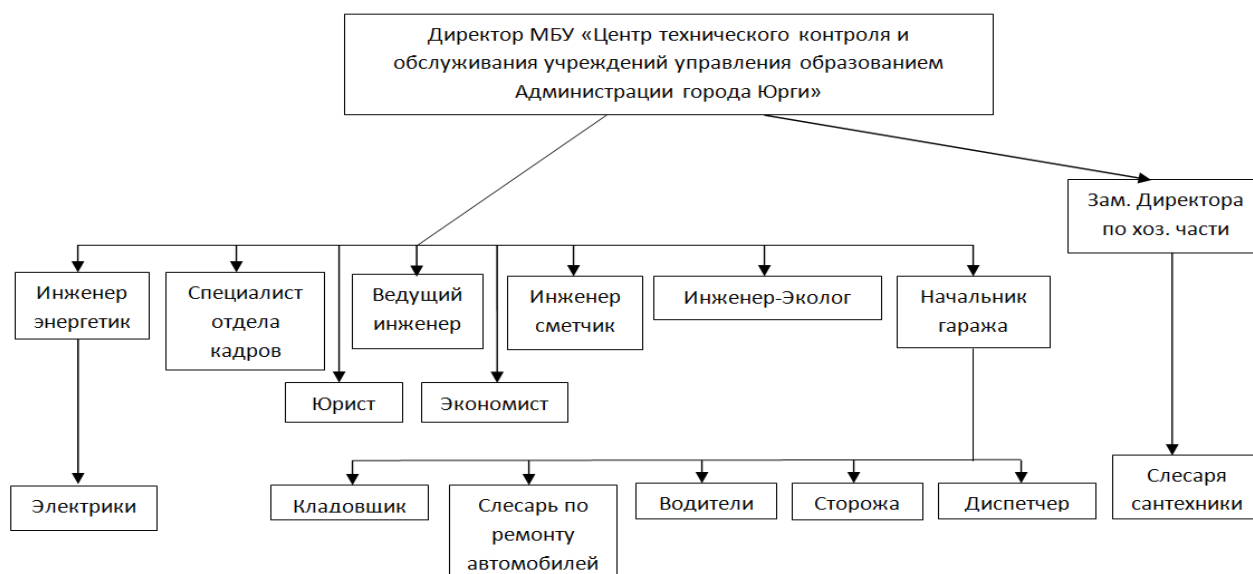 Директор МБУ «Центр технического контроля и
обслуживания учреждений управления образованием
Администрации города Юрги»
Зам. Директора
по хоз. части
Инженер
энергетик
Специалист
отдела
кадров
Ведущий
инженер
Инженер
сметчик
Инженер-Эколог
Начальник
гаража
Юрист
Экономист
Электрики
Кладовщик
Слесарь по
ремонту
автомобилей
Водители
Сторожа
Диспетчер
Слесаря
сантехники